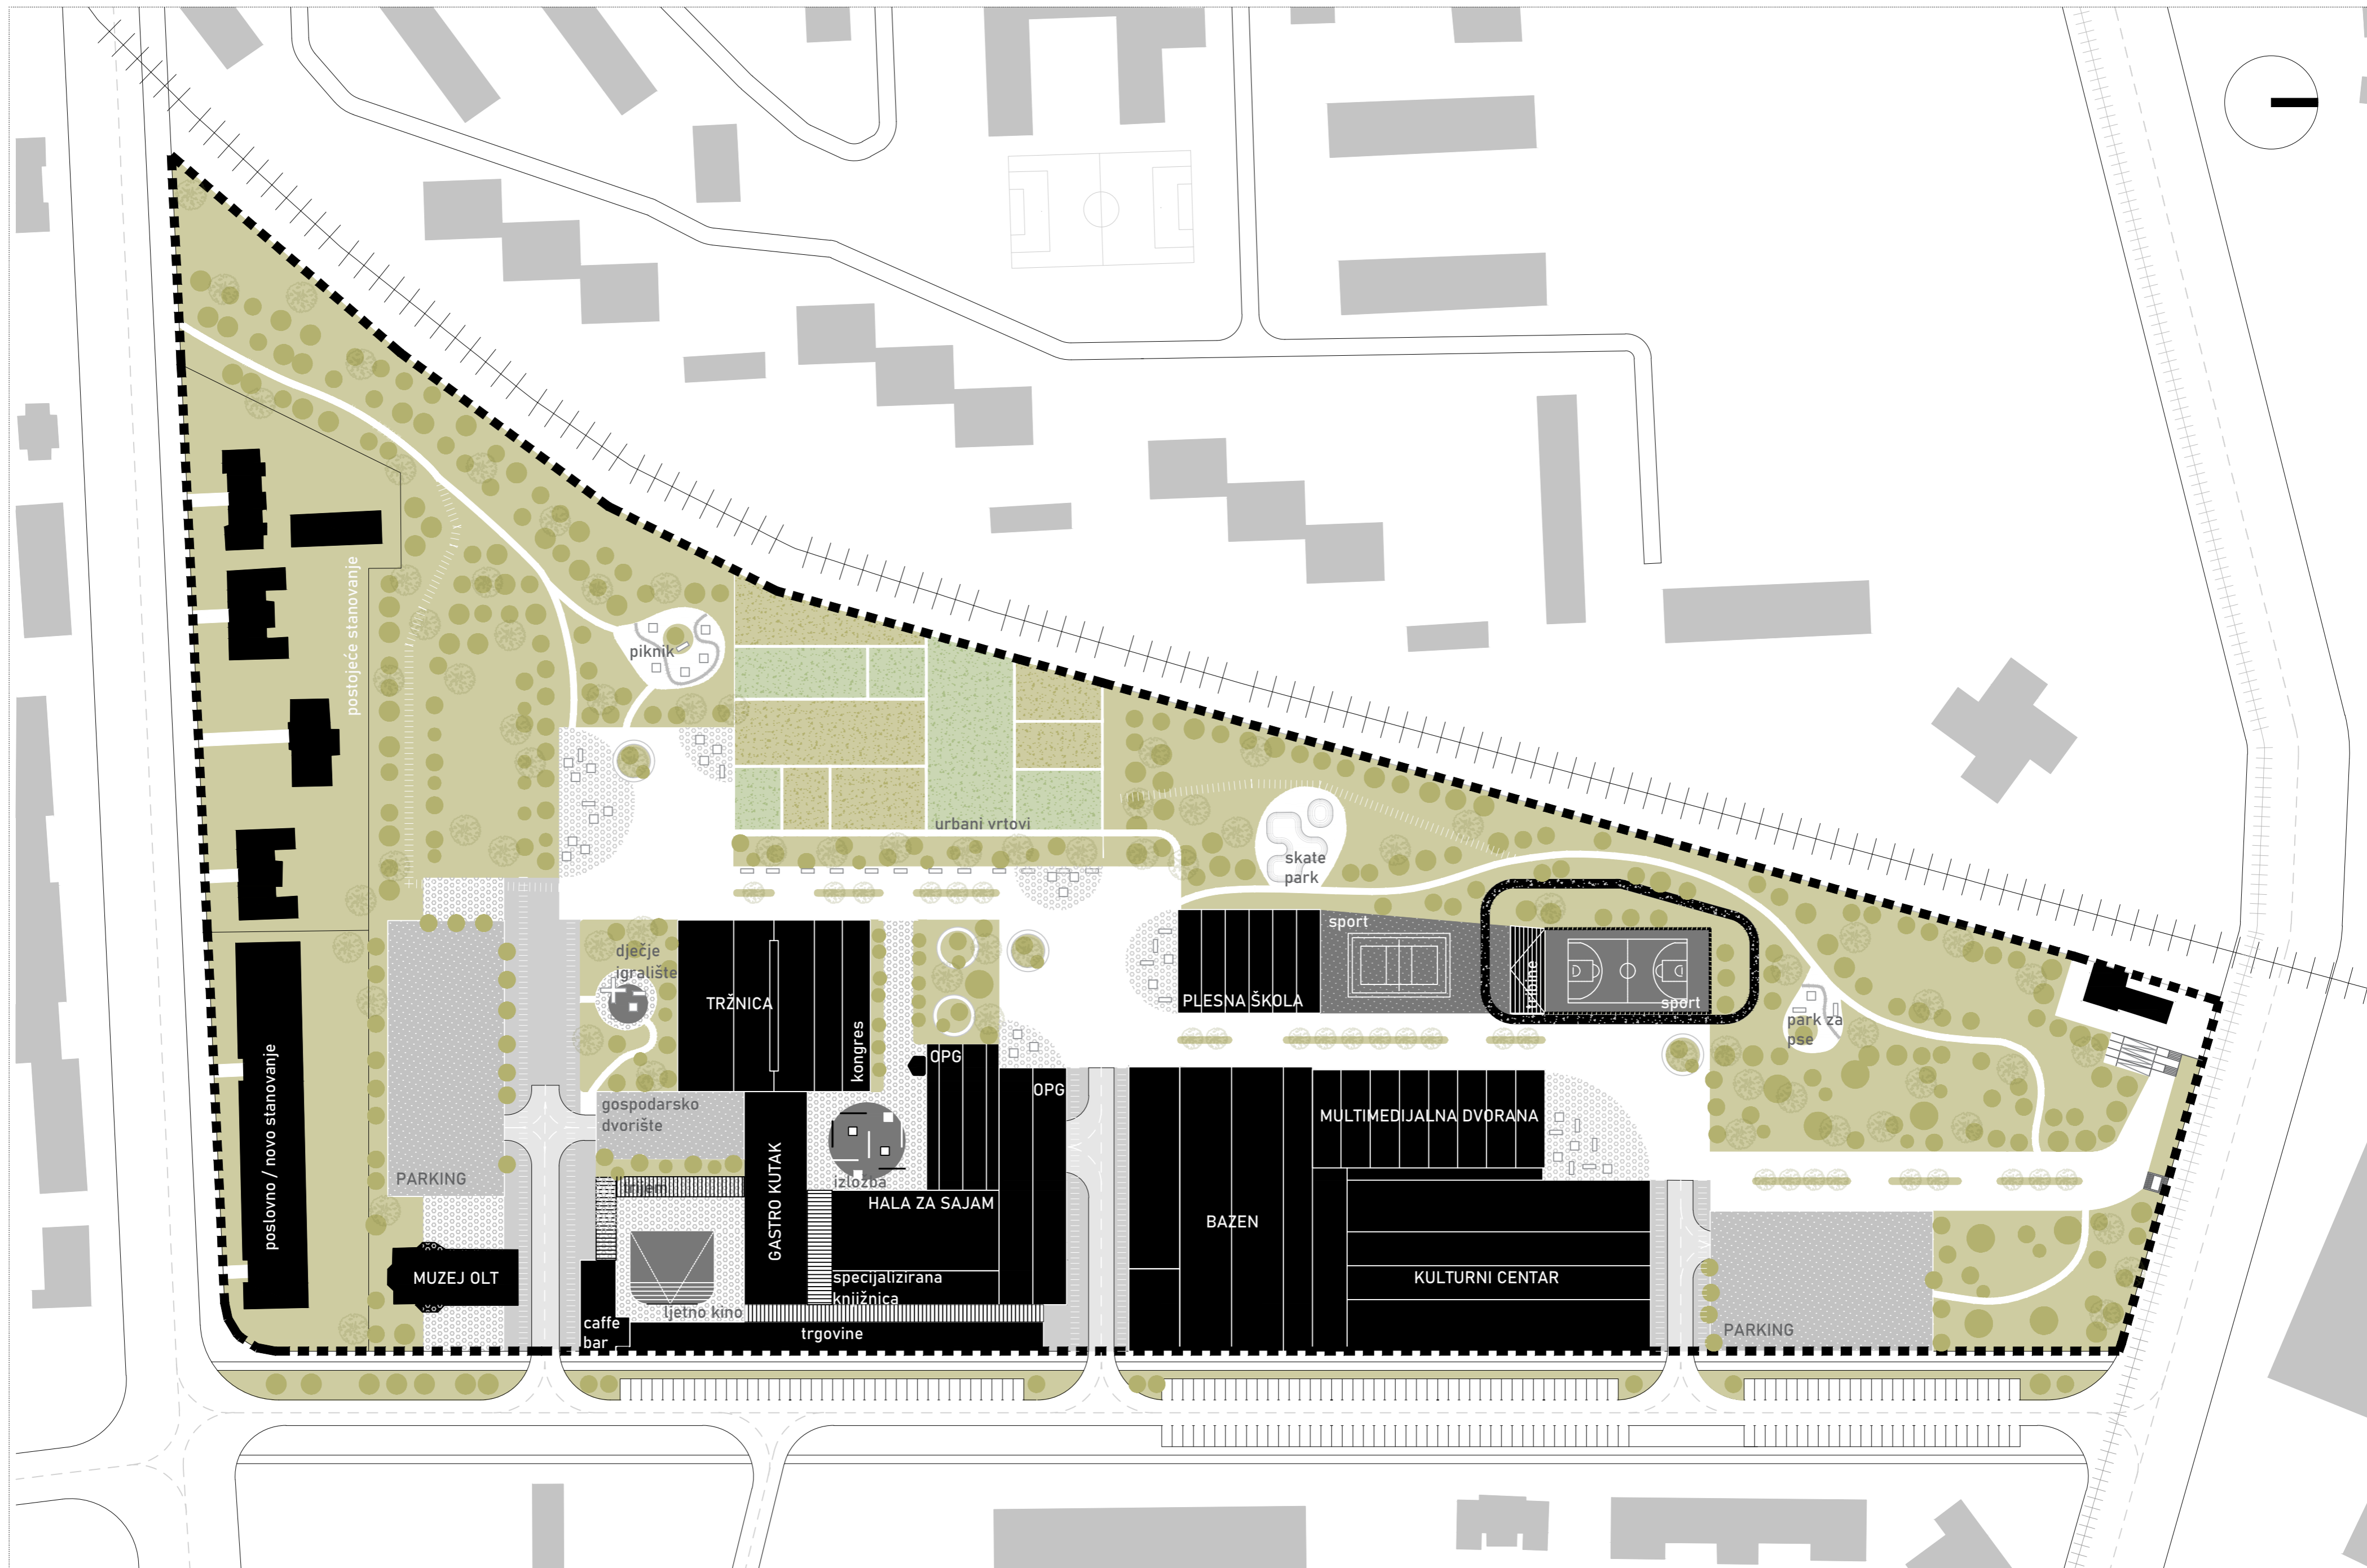 postojeće stanovanje
piknik
urbani vrtovi
skate
park
sport
tribine
sport
park za
pse
dječje
igralište
TRŽNICA
kongres
OPG
OPG
PLESNA ŠKOLA
gospodarsko
dvorište
MULTIMEDIJALNA DVORANA
PARKING
trijem
GASTRO KUTAK
izložba
HALA ZA SAJAM
BAZEN
poslovno / novo stanovanje
MUZEJ OLT
specijalizirana
knjižnica
KULTURNI CENTAR
ljetno kino
caffe
bar
trgovine
PARKING